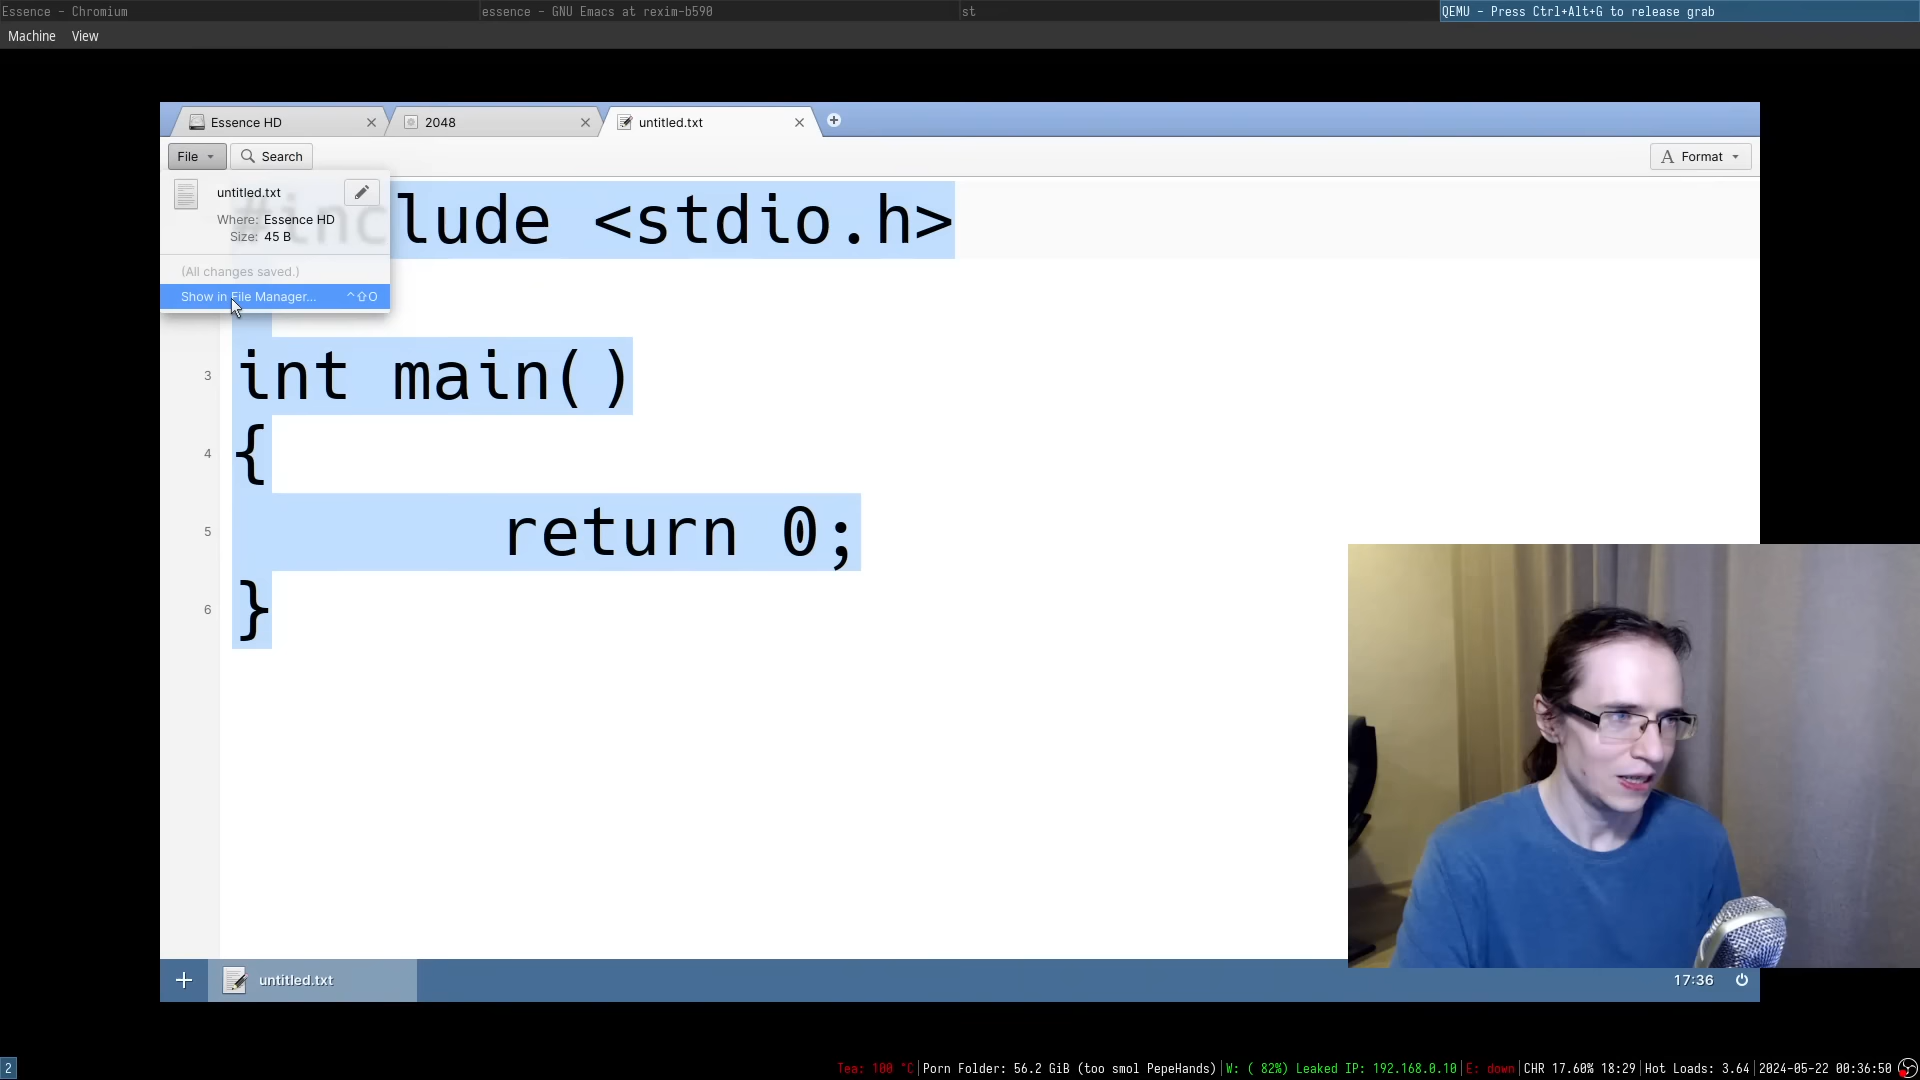 Essence - Chromium
essence - GNU Emacs at rexim-b590
st
QEMU - Press Ctrl+Alt+G to release grab
Machine View
Essence HD
2048
untitled.txt
File
Search
Format
untitled.txt
Where: Essence HD
Size: 45 B
(All changes saved.)
Show in File Manager... ^⇧O
#include <stdio.h>
3 int main()
4 {
5 return 0;
6 }
untitled.txt
17:36
2
Tea: 100 °C|Porn Folder: 56.2 GiB (too smol PepeHands)|W: ( 82%) Leaked IP: 192.168.0.10|E: down|CHR 17.60% 18:29|Hot Loads: 3.64|2024-05-22 00:36:50